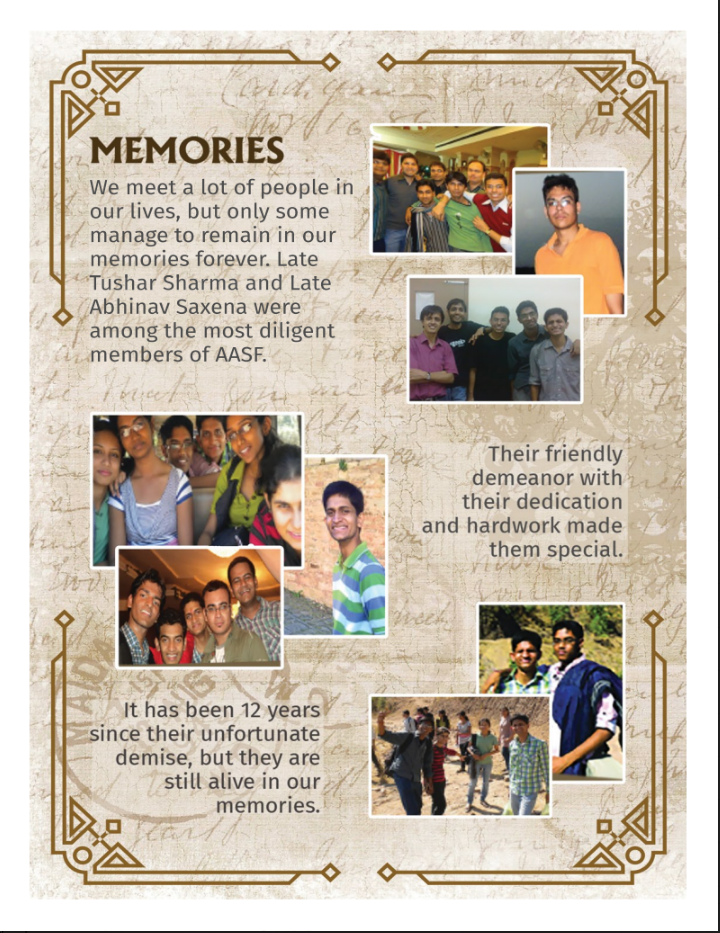 MEMORIES
We meet a lot of people in
our lives, but only some
manage to remain in our
memories forever. Late
Tushar Sharma and Late
Abhinav Saxena were
among the most diligent
members of AASF.
Their friendly
demeanor with
their dedication
and hardwork made
them special.
It has been 12 years
since their unfortunate
demise, but they are
still alive in our
memories.